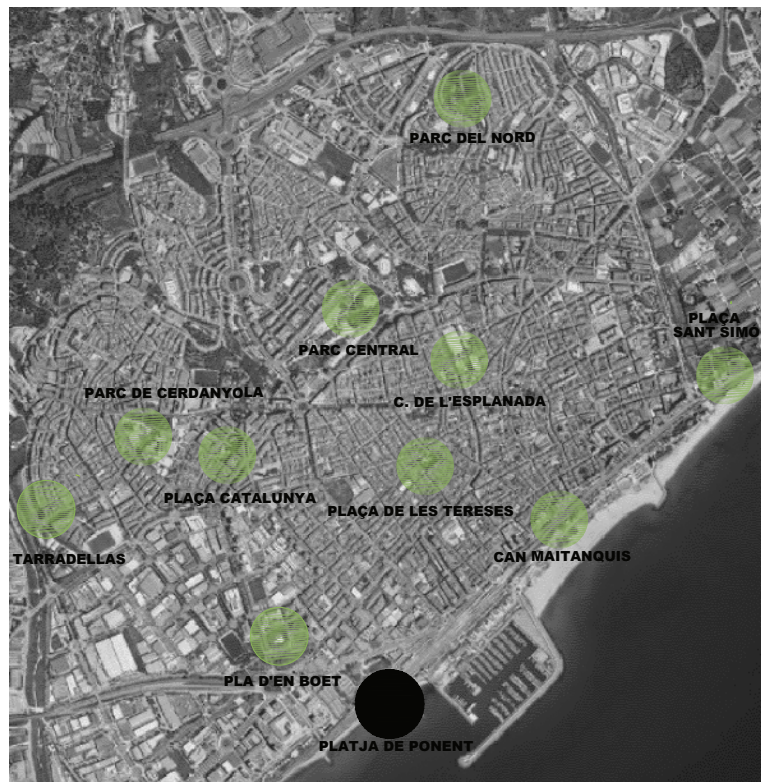 PARC DEL NORD
PLAÇA
SANT SIMÓ
PARC CENTRAL
PARC DE CERDANYOLA
C. DE L'ESPLANADA
PLAÇA CATALUNYA
PLAÇA DE LES TERESES
TARRADELLAS
CAN MAITANQUIS
PLA D'EN BOET
PLATJA DE PONENT